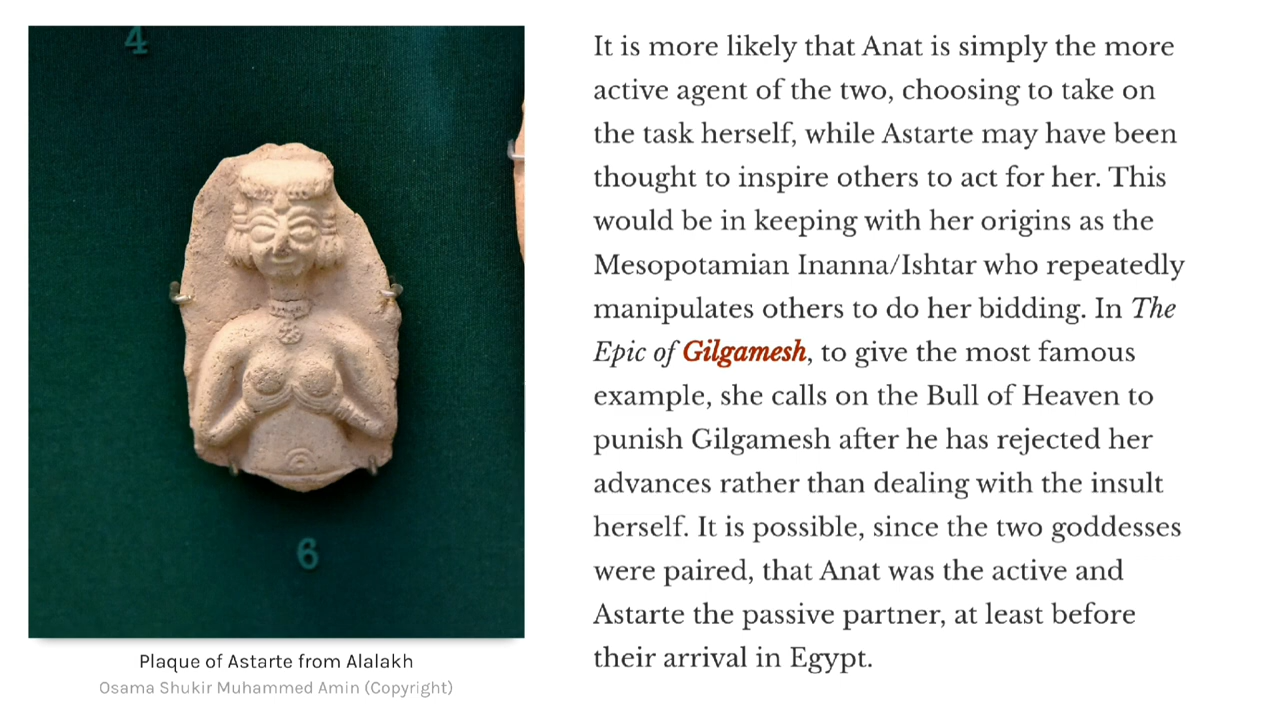 4
6
Plaque of Astarte from Alalakh
Osama Shukir Muhammed Amin (Copyright)
It is more likely that Anat is simply the more
active agent of the two, choosing to take on
the task herself, while Astarte may have been
thought to inspire others to act for her. This
would be in keeping with her origins as the
Mesopotamian Inanna/Ishtar who repeatedly
manipulates others to do her bidding. In The
Epic of Gilgamesh, to give the most famous
example, she calls on the Bull of Heaven to
punish Gilgamesh after he has rejected her
advances rather than dealing with the insult
herself. It is possible, since the two goddesses
were paired, that Anat was the active and
Astarte the passive partner, at least before
their arrival in Egypt.